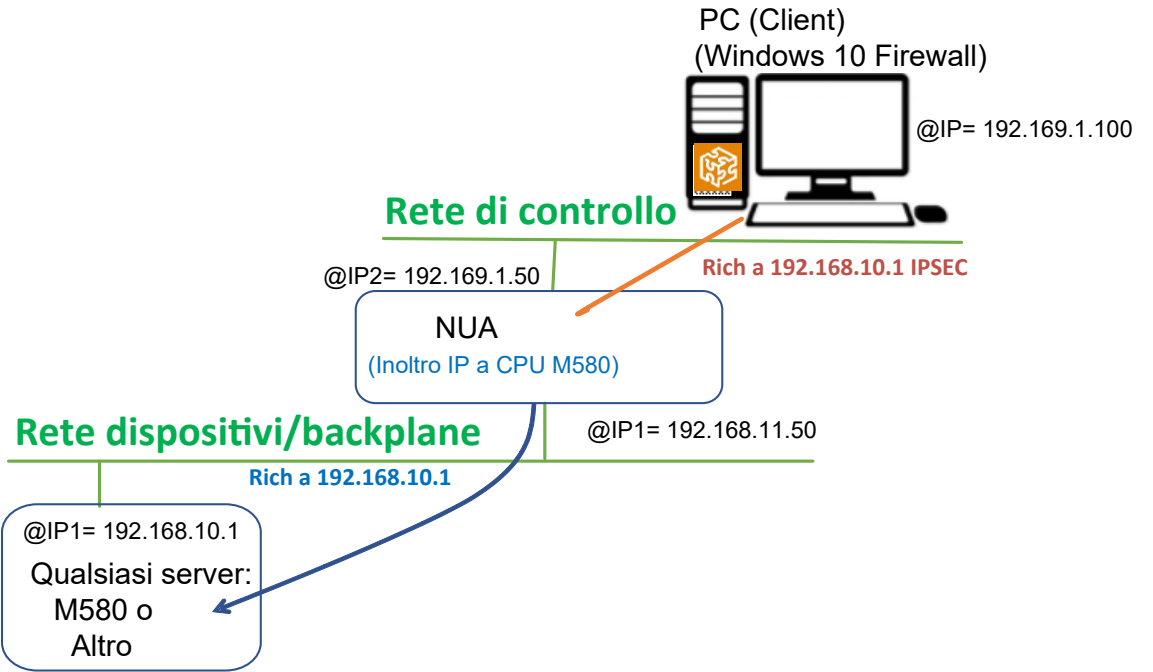 PC (Client)
(Windows 10 Firewall)
@IP= 192.169.1.100
Rete di controllo
Rich a 192.168.10.1 IPSEC
@IP2= 192.169.1.50
NUA
(Inoltro IP a CPU M580)
Rete dispositivi/backplane
@IP1= 192.168.11.50
Rich a 192.168.10.1
@IP1= 192.168.10.1
Qualsiasi server:
M580 o
Altro